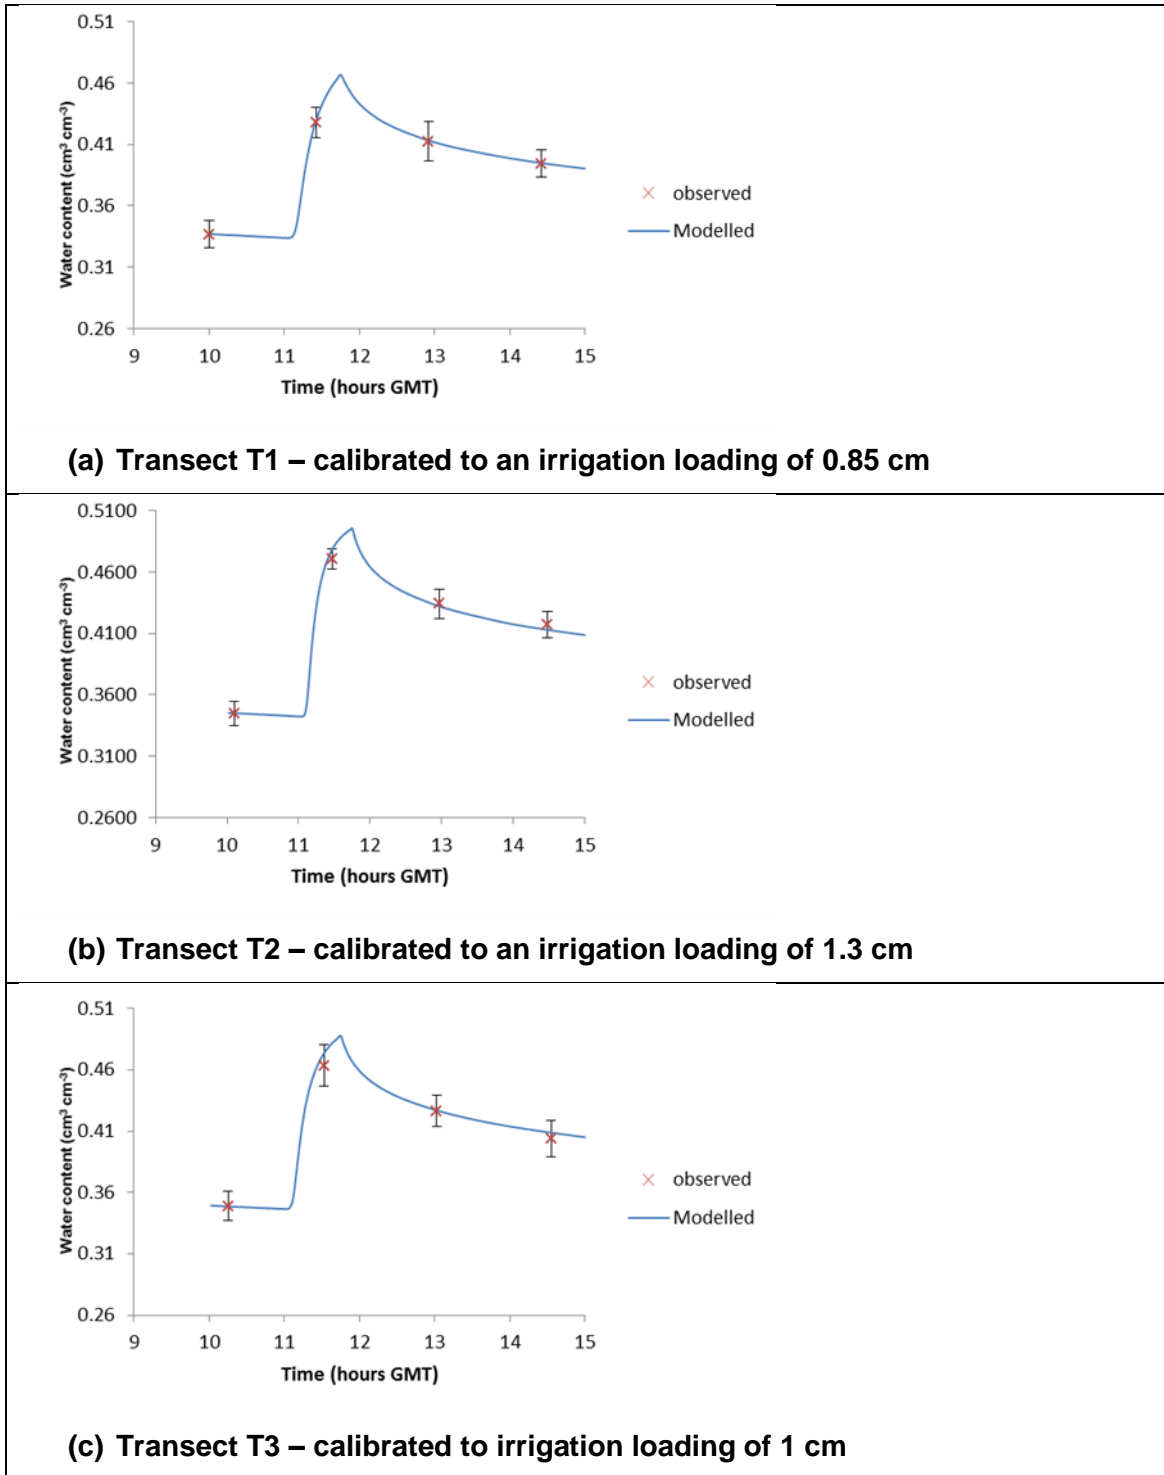 0.51
0.46
0.41
0.36
0.31
0.26
Water content (cm³ cm⁻³)
9 10 11 12 13 14 15
Time (hours GMT)
observed
Modelled
(a) Transect T1 – calibrated to an irrigation loading of 0.85 cm
0.5100
0.4600
0.4100
0.3600
0.3100
0.2600
Water content (cm³ cm⁻³)
9 10 11 12 13 14 15
Time (hours GMT)
observed
Modelled
(b) Transect T2 – calibrated to an irrigation loading of 1.3 cm
0.51
0.46
0.41
0.36
0.31
0.26
Water content (cm³ cm⁻³)
9 10 11 12 13 14 15
Time (hours GMT)
observed
Modelled
(c) Transect T3 – calibrated to irrigation loading of 1 cm